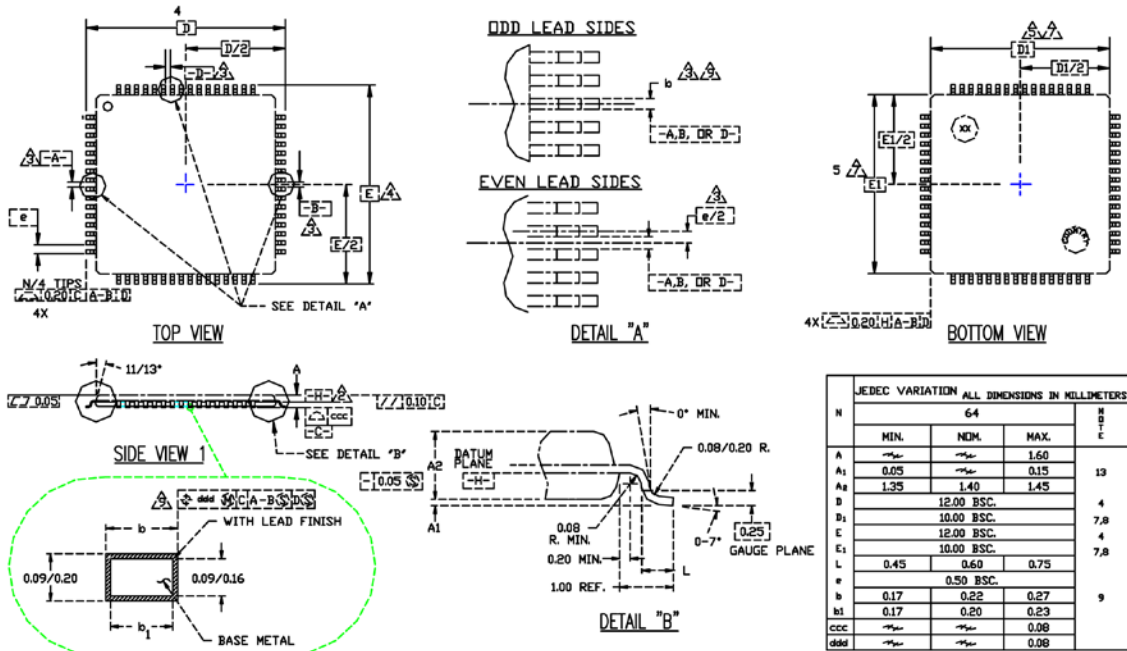 4
D
D/2
-D- 3
3 -A-
e
N/4 TIPS
0.20 C A-B D
4X
E 4
-B-
3
E/2
SEE DETAIL "A"
TOP VIEW
ODD LEAD SIDES
b
3 9
-A,B, OR D-
EVEN LEAD SIDES
3
e/2
-A,B, OR D-
DETAIL "A"
5 7
D1
D1/2
XX
E1/2
5 7
E1
4X 0.20 H A-B D
BOTTOM VIEW
11/13°
A
0.05
-H- 2
ccc
-C-
// 0.10 C
SIDE VIEW 1
SEE DETAIL "B"
9
ddd M C A-B S D S
b
WITH LEAD FINISH
0.09/0.20
0.09/0.16
b1
BASE METAL
0° MIN.
0.08/0.20 R.
A2
DATUM
PLANE
-H-
- 0.05 S
A1
0.08
R. MIN.
0.20 MIN.
1.00 REF.
L
0-7°
0.25
GAUGE PLANE
DETAIL "B"
JEDEC VARIATION ALL DIMENSIONS IN MILLIMETERS
N 64 NOTE
MIN. NOM. MAX.
A 1.60
A1 0.05 0.15 13
A2 1.35 1.40 1.45
D 12.00 BSC. 4
D1 10.00 BSC. 7,8
E 12.00 BSC. 4
E1 10.00 BSC. 7,8
L 0.45 0.60 0.75
e 0.50 BSC.
b 0.17 0.22 0.27 9
b1 0.17 0.20 0.23
ccc 0.08
ddd 0.08